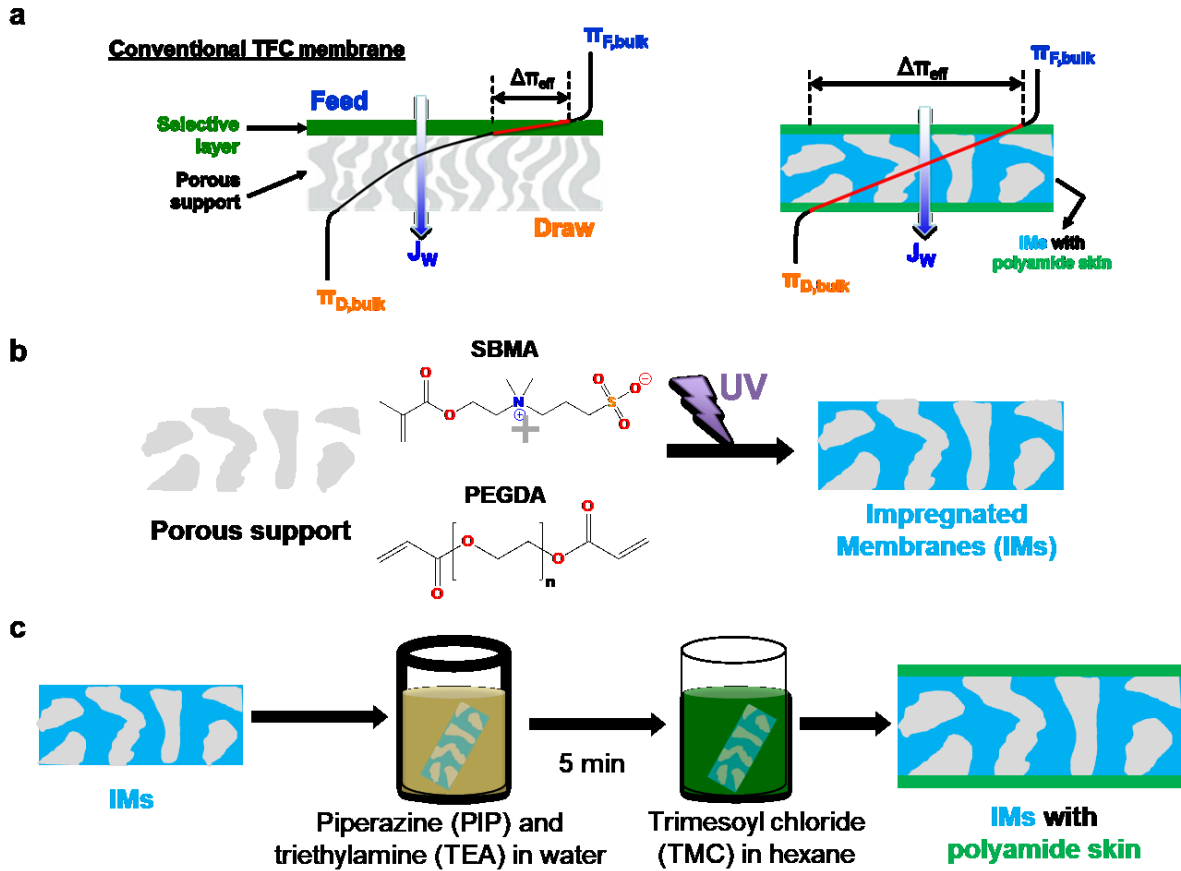 a
Conventional TFC membrane
πF,bulk
Δπeff
Feed
Selective
layer
Porous
support
Draw
JW
πD,bulk
πF,bulk
Δπeff
IMs with
polyamide skin
JW
πD,bulk
b
SBMA
O
O
N
⊕
+
O
S
O
O
⊖
UV
PEGDA
O
O
O
O
n
Porous support
Impregnated
Membranes (IMs)
c
IMs
5 min
Piperazine (PIP) and
triethylamine (TEA) in water
Trimesoyl chloride
(TMC) in hexane
IMs with
polyamide skin